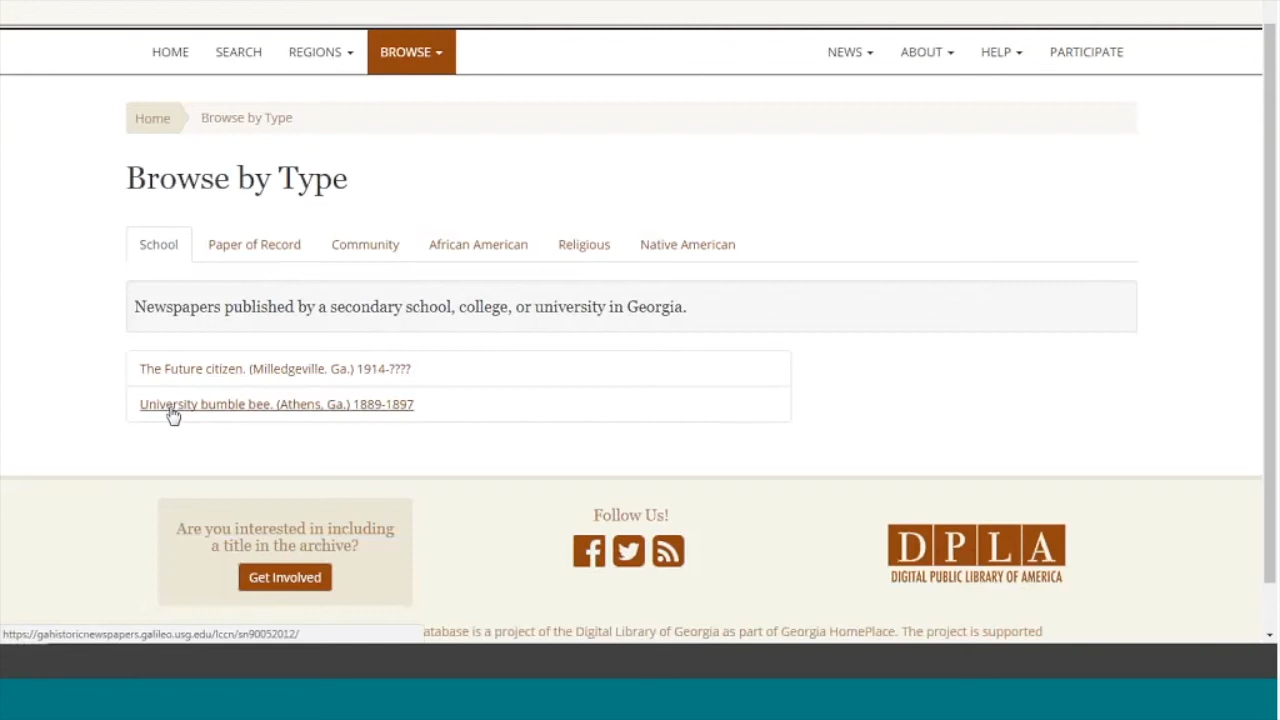 HOME SEARCH REGIONS BROWSE NEWS ABOUT HELP PARTICIPATE
Home Browse by Type
Browse by Type
School Paper of Record Community African American Religious Native American
Newspapers published by a secondary school, college, or university in Georgia.
The Future citizen. (Milledgeville. Ga.) 1914-????
University bumble bee. (Athens, Ga.) 1889-1897
Are you interested in including
a title in the archive?
Get Involved
Follow Us!
DPLA
DIGITAL PUBLIC LIBRARY OF AMERICA
https://gahistoricnewspapers.galileo.usg.edu/lccn/sn90052012/
atabase is a project of the Digital Library of Georgia as part of Georgia HomePlace. The project is supported